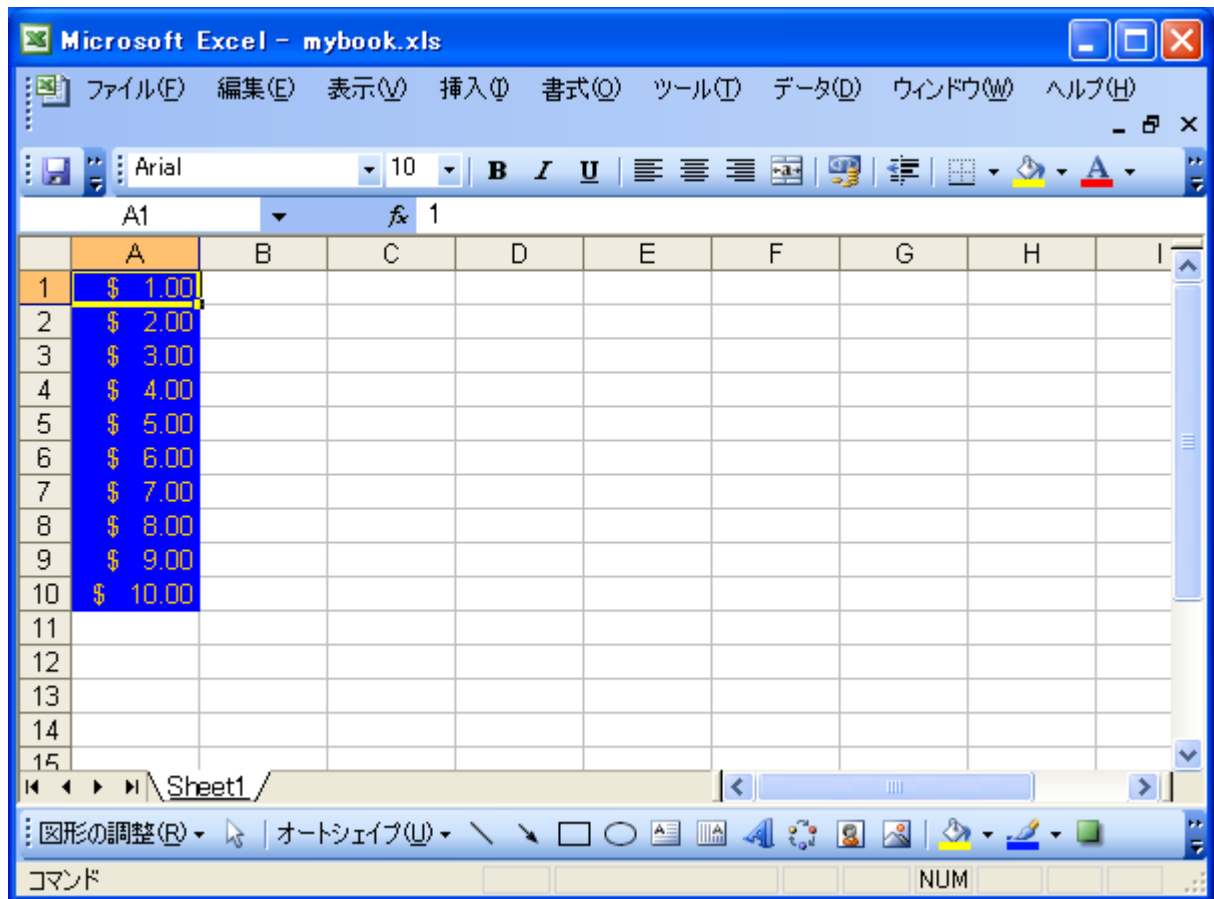 Microsoft Excel - mybook.xls
ファイル(F) 編集(E) 表示(V) 挿入(I) 書式(O) ツール(T) データ(D) ウィンドウ(W) ヘルプ(H)
Arial 10 B I U A
A1 fx 1
A B C D E F G H I
1 $ 1.00
2 $ 2.00
3 $ 3.00
4 $ 4.00
5 $ 5.00
6 $ 6.00
7 $ 7.00
8 $ 8.00
9 $ 9.00
10 $ 10.00
11
12
13
14
15
Sheet1
図形の調整(R) オートシェイプ(U)
コマンド NUM